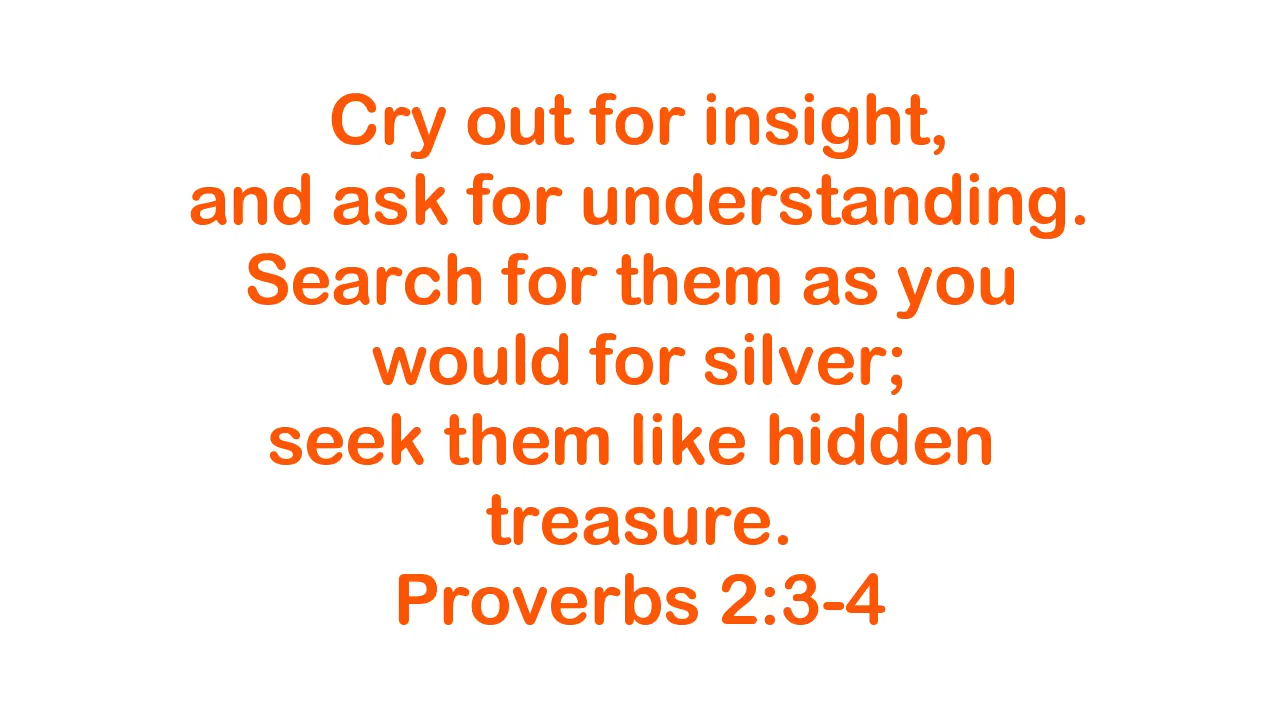 Cry out for insight,
and ask for understanding.
Search for them as you
would for silver;
seek them like hidden
treasure.
Proverbs 2:3-4